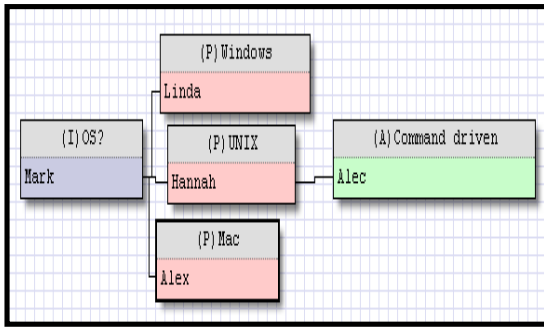 (P)Windows
Linda
(I)OS?
Mark
(P)UNIX
Hannah
(A)Command driven
Alec
(P)Mac
Alex